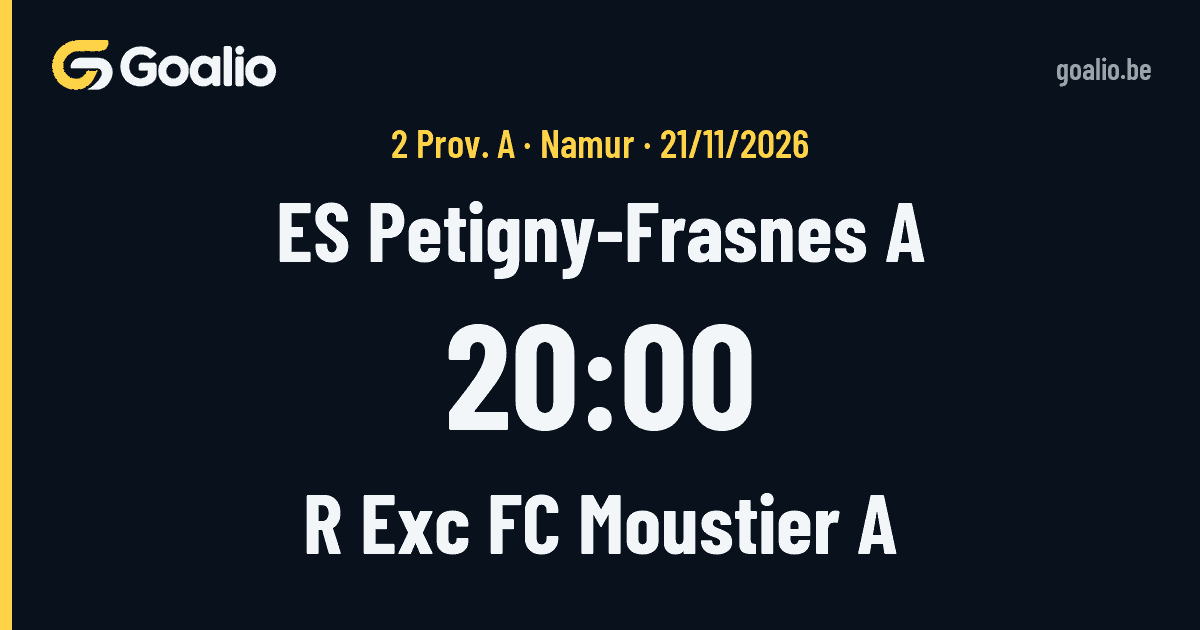 Goalio
goalio.be
2 Prov. A · Namur · 21/11/2026
ES Petigny-Frasnes A
20:00
R Exc FC Moustier A